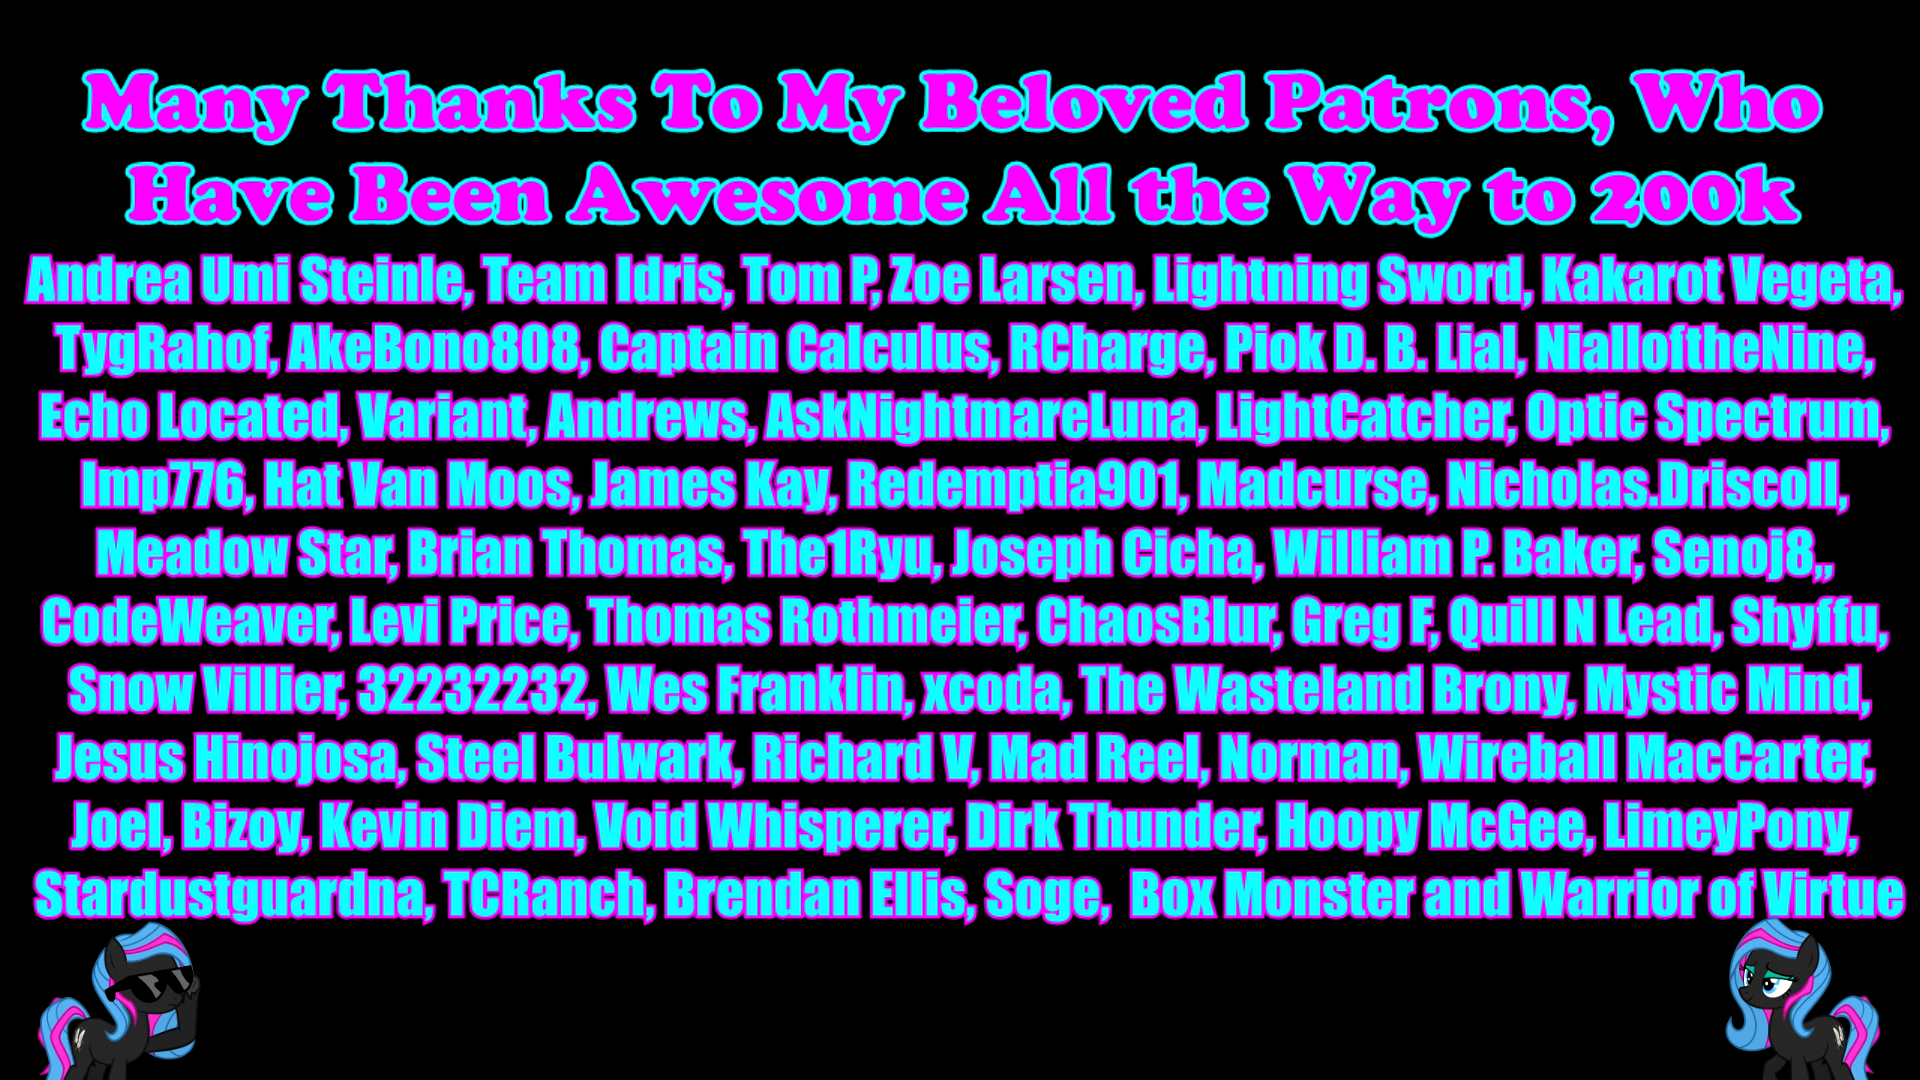 Many Thanks To My Beloved Patrons, Who
Have Been Awesome All the Way to 200k
Andrea Umi Steinle, Team Idris, Tom P, Zoe Larsen, Lightning Sword, Kakarot Vegeta,
TygRahof, AkeBono808, Captain Calculus, RCharge, Piok D. B. Lial, NialloftheNine,
Echo Located, Variant, Andrews, AskNightmareLuna, LightCatcher, Optic Spectrum,
Imp776, Hat Van Moos, James Kay, Redemptia901, Madcurse, Nicholas.Driscoll,
Meadow Star, Brian Thomas, The1Ryu, Joseph Cicha, William P. Baker, Senoj8,,
CodeWeaver, Levi Price, Thomas Rothmeier, ChaosBlur, Greg F, Quill N Lead, Shyffu,
Snow Villier, 32232232, Wes Franklin, xcoda, The Wasteland Brony, Mystic Mind,
Jesus Hinojosa, Steel Bulwark, Richard V, Mad Reel, Norman, Wireball MacCarter,
Joel, Bizoy, Kevin Diem, Void Whisperer, Dirk Thunder, Hoopy McGee, LimeyPony,
Stardustguardna, TCRanch, Brendan Ellis, Soge,  Box Monster and Warrior of Virtue